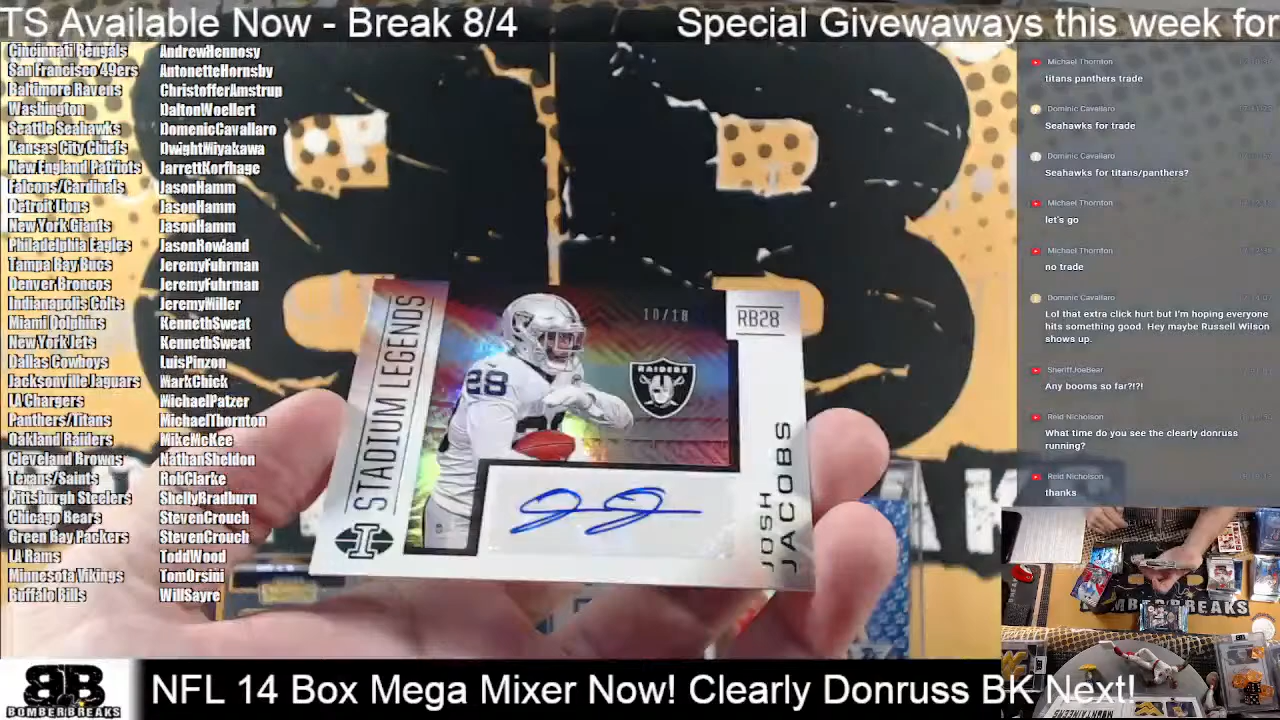 TS Available Now - Break 8/4
Special Givewaways this week for
Cincinnati Bengals AndrewHennosy
San Francisco 49ers AntonetteHornsby
Baltimore Ravens ChristofferAmstrup
Washington DaltonWoellert
Seattle Seahawks DomenicCavallaro
Kansas City Chiefs DwightMiyakawa
New England Patriots JarrettKorfhage
Falcons/Cardinals JasonHamm
Detroit Lions JasonHamm
New York Giants JasonHamm
Philadelphia Eagles JasonRowland
Tampa Bay Bucs JeremyFuhrman
Denver Broncos JeremyFuhrman
Indianapolis Colts JeremyMiller
Miami Dolphins KennethSweat
New York Jets KennethSweat
Dallas Cowboys LuisPinzon
Jacksonville Jaguars MarkChick
LA Chargers MichaelPatzer
Panthers/Titans MichaelThornton
Oakland Raiders MikeMcKee
Cleveland Browns NathanSheldon
Texans/Saints RobClarke
Pittsburgh Steelers ShellyBradburn
Chicago Bears StevenCrouch
Green Bay Packers StevenCrouch
LA Rams ToddWood
Minnesota Vikings TomOrsini
Buffalo Bills WillSayre
STADIUM LEGENDS
28
10/18
RB28
RAIDERS
JOSH
JACOBS
Michael Thornton
titans panthers trade
Dominic Cavallaro
Seahawks for trade
Dominic Cavallaro
Seahawks for titans/panthers?
Michael Thornton
let's go
Michael Thornton
no trade
Dominic Cavallaro
Lol that extra click hurt but I'm hoping everyone
hits something good. Hey maybe Russell Wilson
shows up.
SheriffJoeBear
Any booms so far?!?!
Reid Nicholson
What time do you see the clearly donruss
running?
Reid Nicholson
thanks
BOMBERBREAKS
BOMBERBREAKS
NFL 14 Box Mega Mixer Now! Clearly Donruss BK Next!